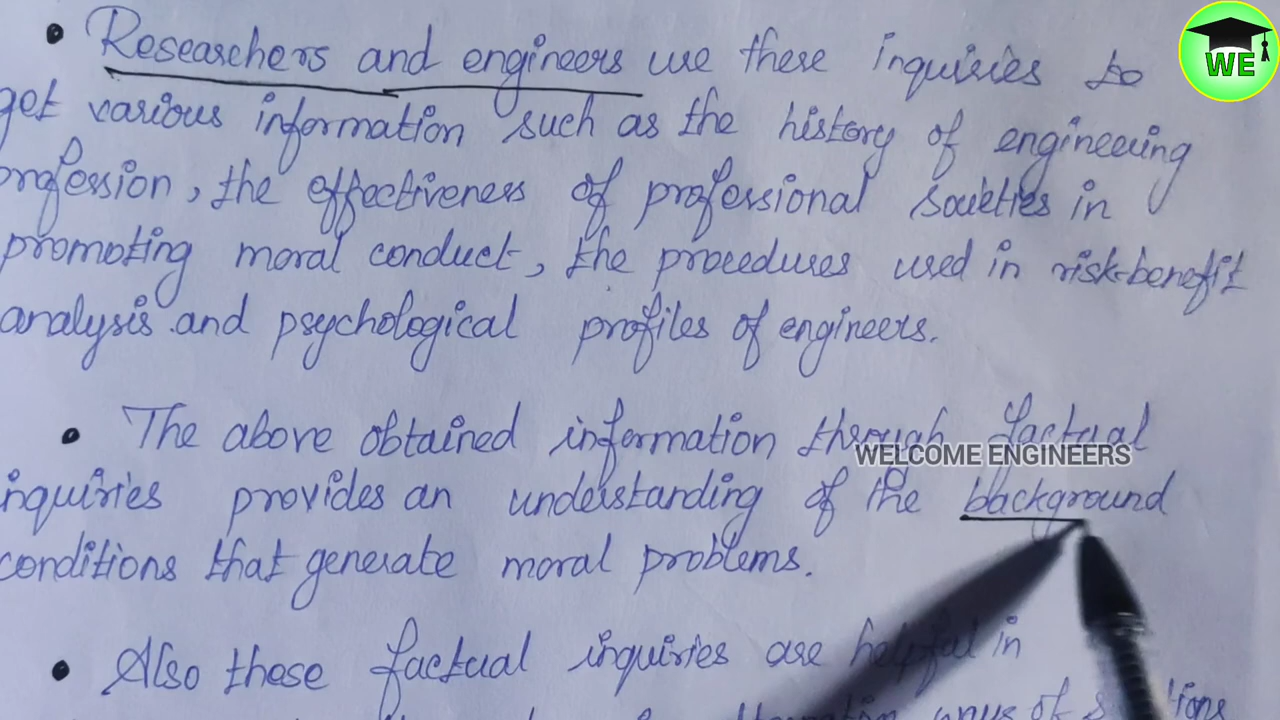 WE
• Researchers and engineers use these inquiries to
get various information such as the history of engineering
profession, the effectiveness of professional societies in
promoting moral conduct, the procedures used in risk-benefit
analysis and psychological profiles of engineers.
• The above obtained information through factual
WELCOME ENGINEERS
inquiries provides an understanding of the background
conditions that generate moral problems.
• Also these factual inquiries are helpful in
ways of